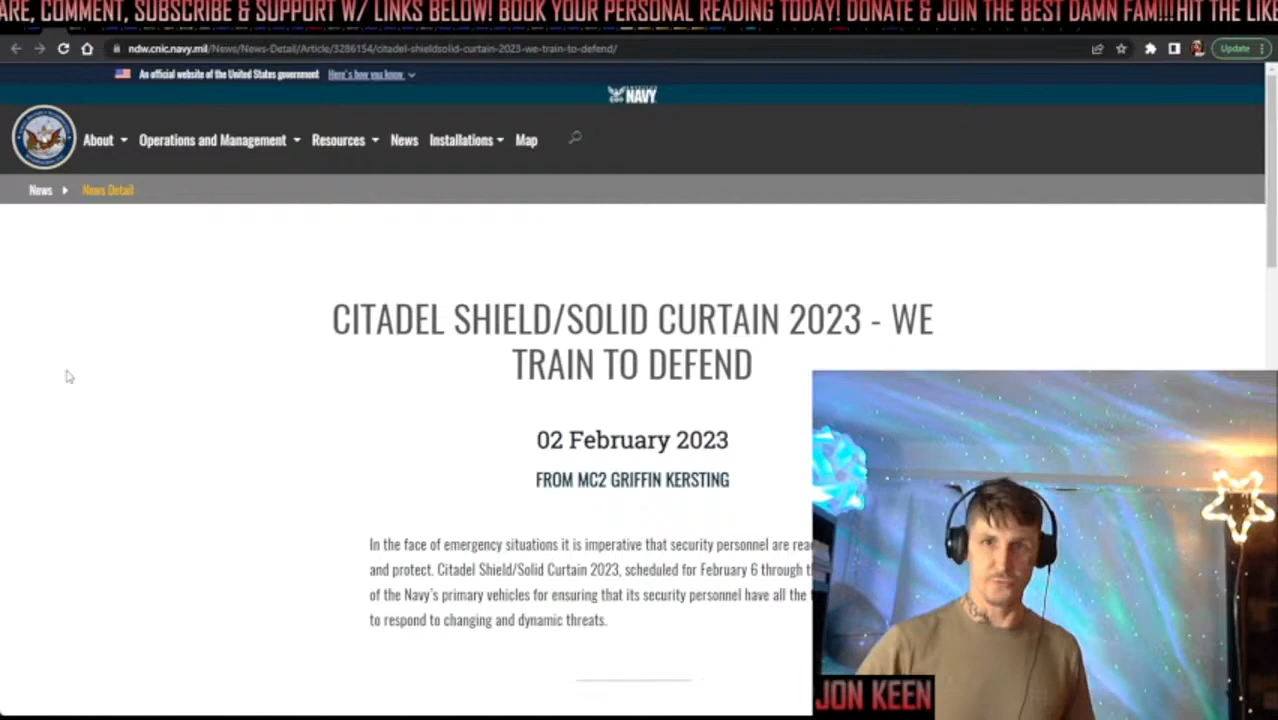 ARE, COMMENT, SUBSCRIBE & SUPPORT W/ LINKS BELOW! BOOK YOUR PERSONAL READING TODAY! DONATE & JOIN THE BEST DAMN FAM!!!HIT THE LIKE
ndw.cnic.navy.mil/News/News-Detail/Article/3286154/citadel-shieldsolid-curtain-2023-we-train-to-defend/
Update
An official website of the United States government Here's how you know
NAVY
About Operations and Management Resources News Installations Map
News News Detail
CITADEL SHIELD/SOLID CURTAIN 2023 - WE
TRAIN TO DEFEND
02 February 2023
FROM MC2 GRIFFIN KERSTING
In the face of emergency situations it is imperative that security personnel are
and protect. Citadel Shield/Solid Curtain 2023, scheduled for February 6 through
of the Navy's primary vehicles for ensuring that its security personnel have all the
to respond to changing and dynamic threats.
JON KEEN